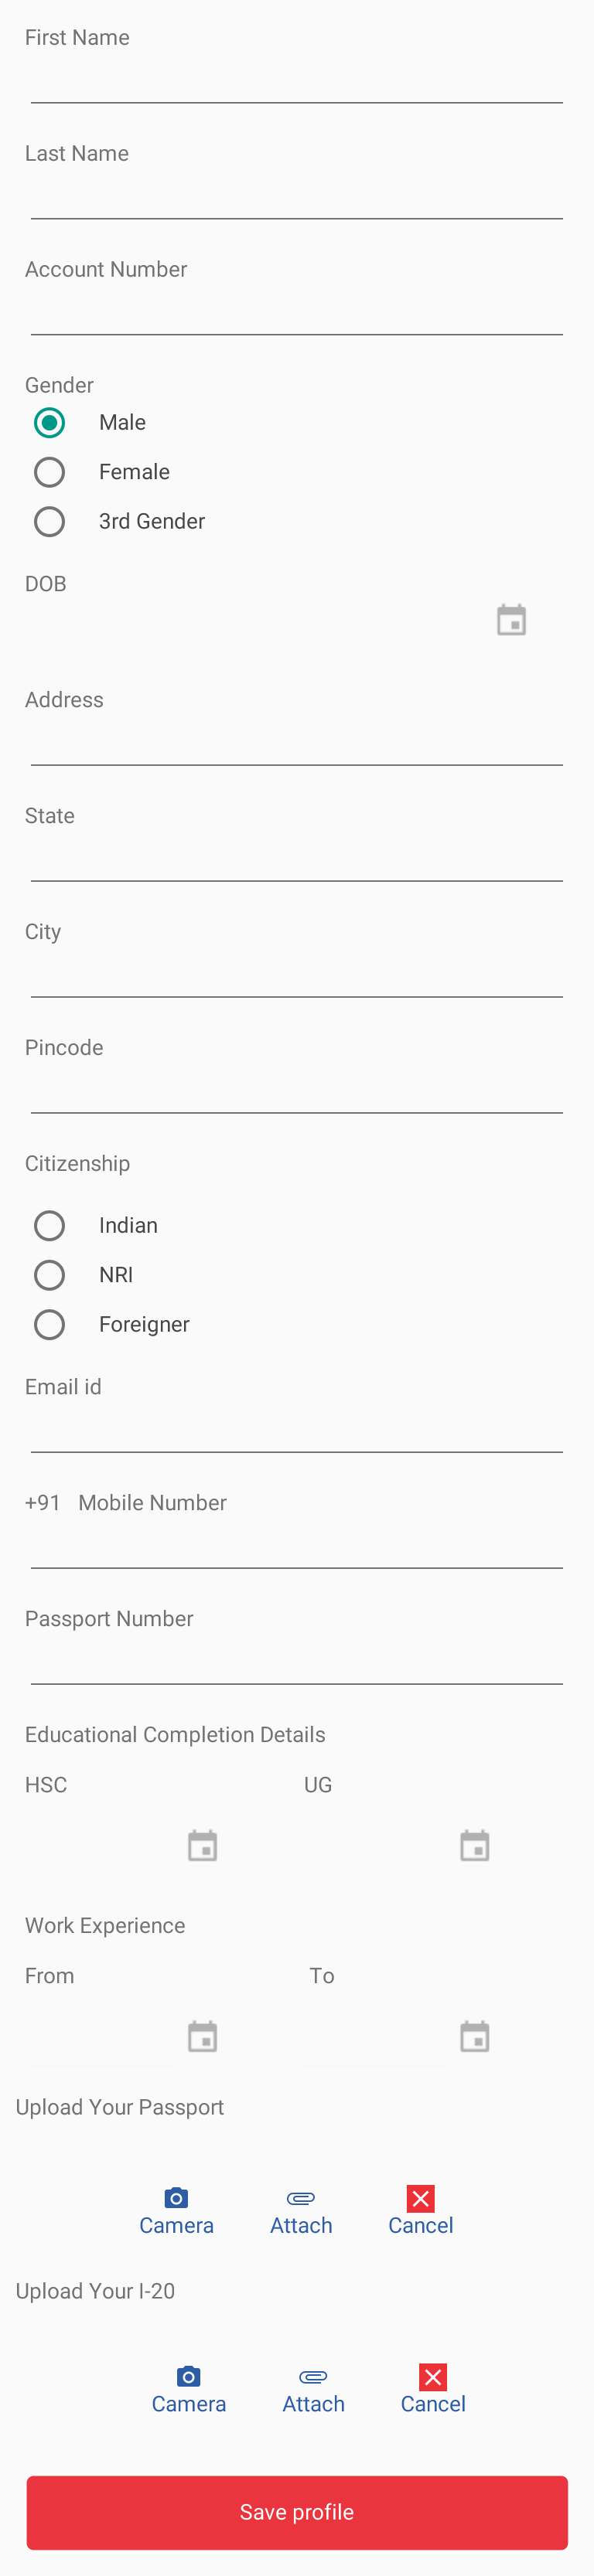 First Name
Last Name
Account Number
Gender
Male
Female
3rd Gender
DOB
Address
State
City
Pincode
Citizenship
Indian
NRI
Foreigner
Email id
+91 Mobile Number
Passport Number
Educational Completion Details
HSC UG
Work Experience
From To
Upload Your Passport
Camera Attach Cancel
Upload Your I-20
Camera Attach Cancel
Save profile